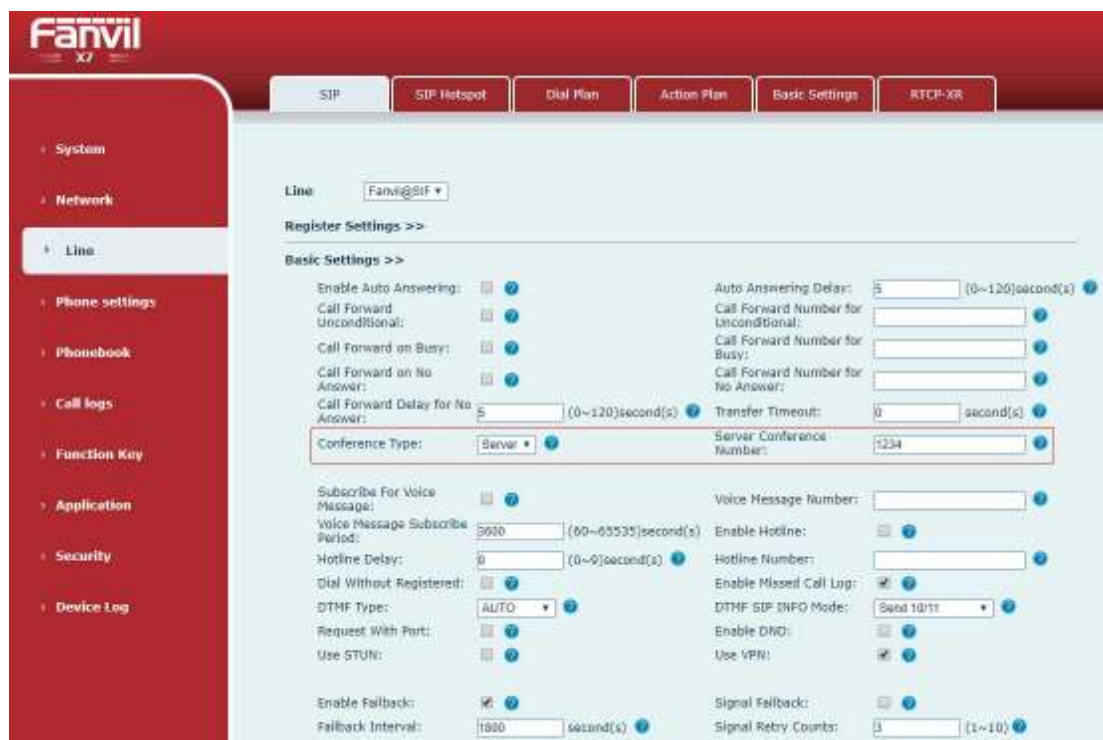 Fanvil
X7
SIP
SIP Hotspot
Dial Plan
Action Plan
Basic Settings
RTCP-XR
System
Network
Line
Phone settings
Phonebook
Call logs
Function Key
Application
Security
Device Log
Line Fanvil@SIP
Register Settings >>
Basic Settings >>
Enable Auto Answering: Auto Answering Delay: 5 (0~120)second(s)
Call Forward Unconditional: Call Forward Number for Unconditional:
Call Forward on Busy: Call Forward Number for Busy:
Call Forward on No Answer: Call Forward Number for No Answer:
Call Forward Delay for No Answer: 5 (0~120)second(s) Transfer Timeout: 0 second(s)
Conference Type: Server Server Conference Number: 1234
Subscribe For Voice Message: Voice Message Number:
Voice Message Subscribe Period: 3600 (60~65535)second(s) Enable Hotline:
Hotline Delay: 0 (0~9)second(s) Hotline Number:
Dial Without Registered: Enable Missed Call Log:
DTMF Type: AUTO DTMF SIP INFO Mode: Send 10/11
Request With Port: Enable DND:
Use STUN: Use VPN:
Enable Failback: Signal Failback:
Failback Interval: 1800 second(s) Signal Retry Counts: 3 (1~10)